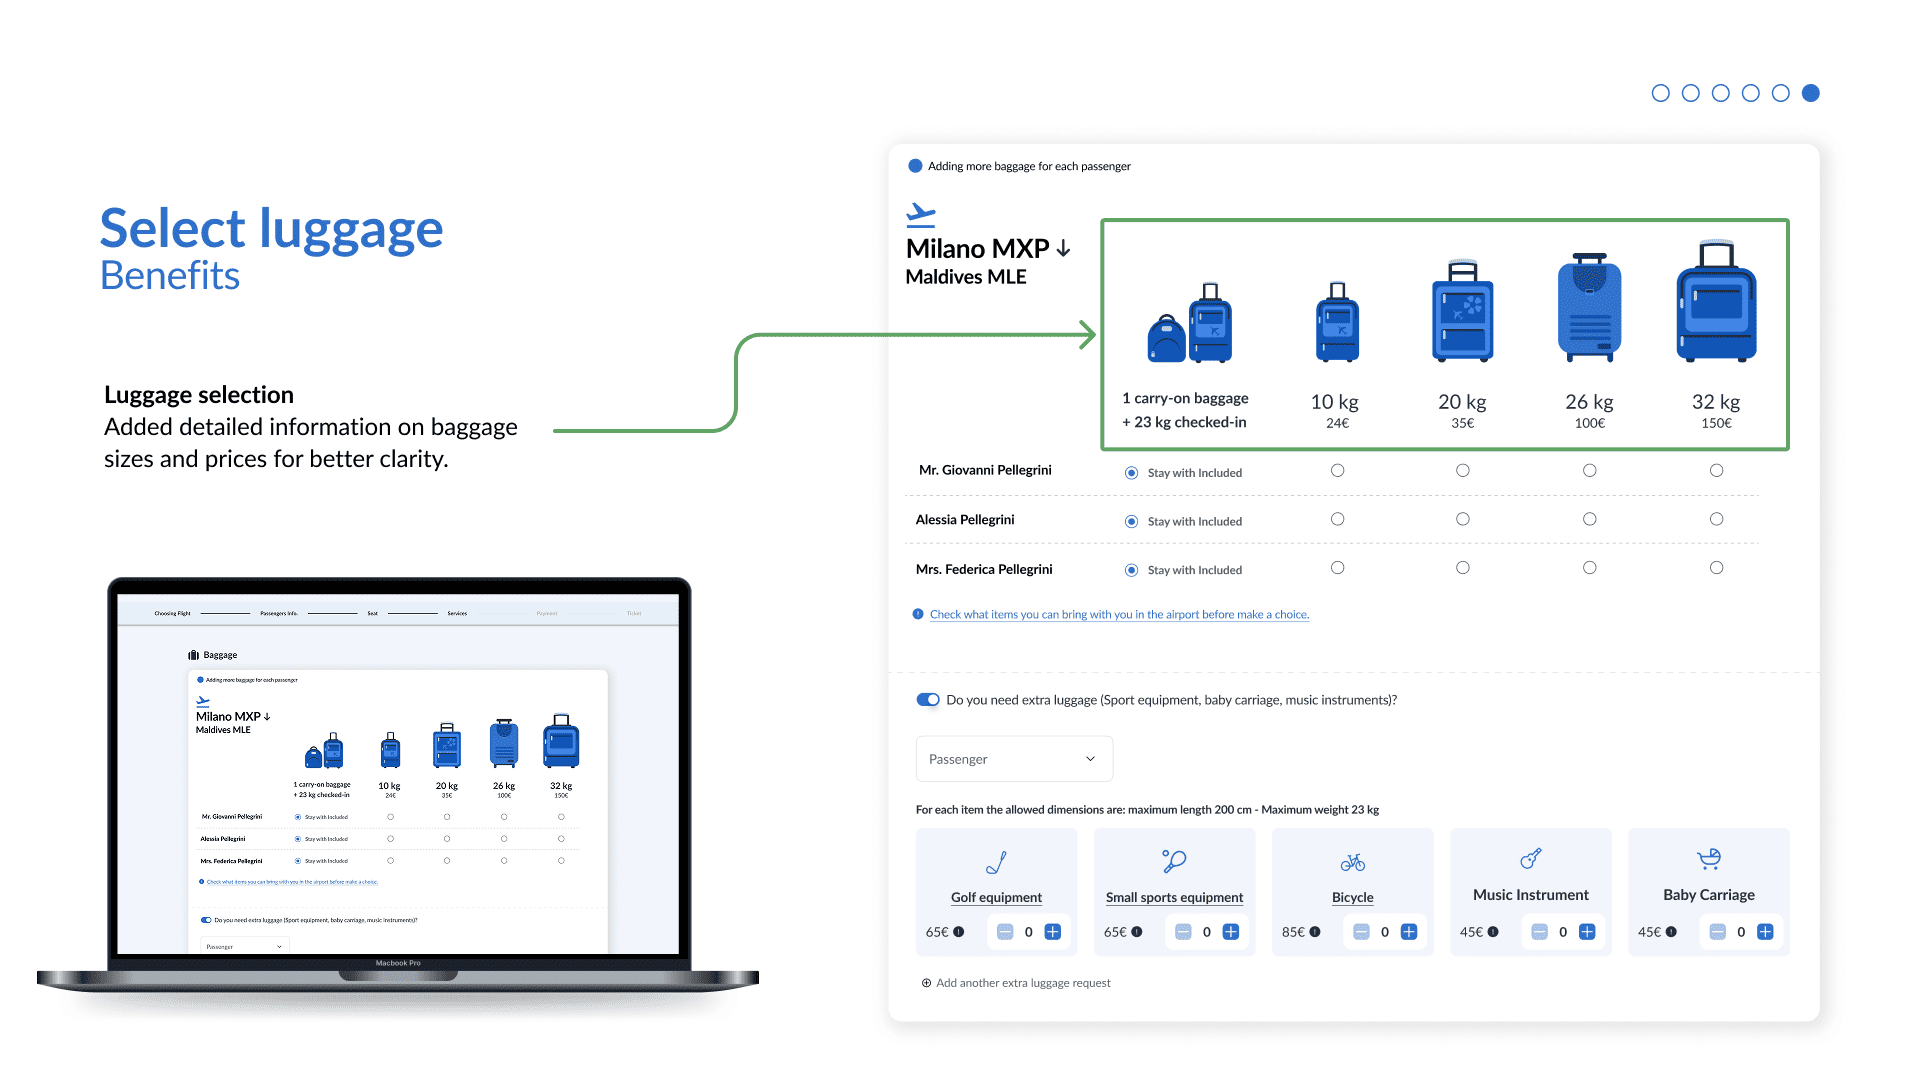 Select luggage
Benefits
Luggage selection
Added detailed information on baggage
sizes and prices for better clarity.
Choosing Flight
Passengers Info.
Seat
Services
Payment
Ticket
Baggage
Adding more baggage for each passenger
Milano MXP
Maldives MLE
1 carry-on baggage
+ 23 kg checked-in
10 kg
24€
20 kg
35€
26 kg
100€
32 kg
150€
Mr. Giovanni Pellegrini
Stay with Included
Alessia Pellegrini
Stay with Included
Mrs. Federica Pellegrini
Stay with Included
Check what items you can bring with you in the airport before make a choice.
Do you need extra luggage (Sport equipment, baby carriage, music instruments)?
Passenger
Macbook Pro
Adding more baggage for each passenger
Milano MXP
Maldives MLE
1 carry-on baggage
+ 23 kg checked-in
10 kg
24€
20 kg
35€
26 kg
100€
32 kg
150€
Mr. Giovanni Pellegrini
Stay with Included
Alessia Pellegrini
Stay with Included
Mrs. Federica Pellegrini
Stay with Included
Check what items you can bring with you in the airport before make a choice.
Do you need extra luggage (Sport equipment, baby carriage, music instruments)?
Passenger
For each item the allowed dimensions are: maximum length 200 cm - Maximum weight 23 kg
Golf equipment
65€
0
Small sports equipment
65€
0
Bicycle
85€
0
Music Instrument
45€
0
Baby Carriage
45€
0
Add another extra luggage request